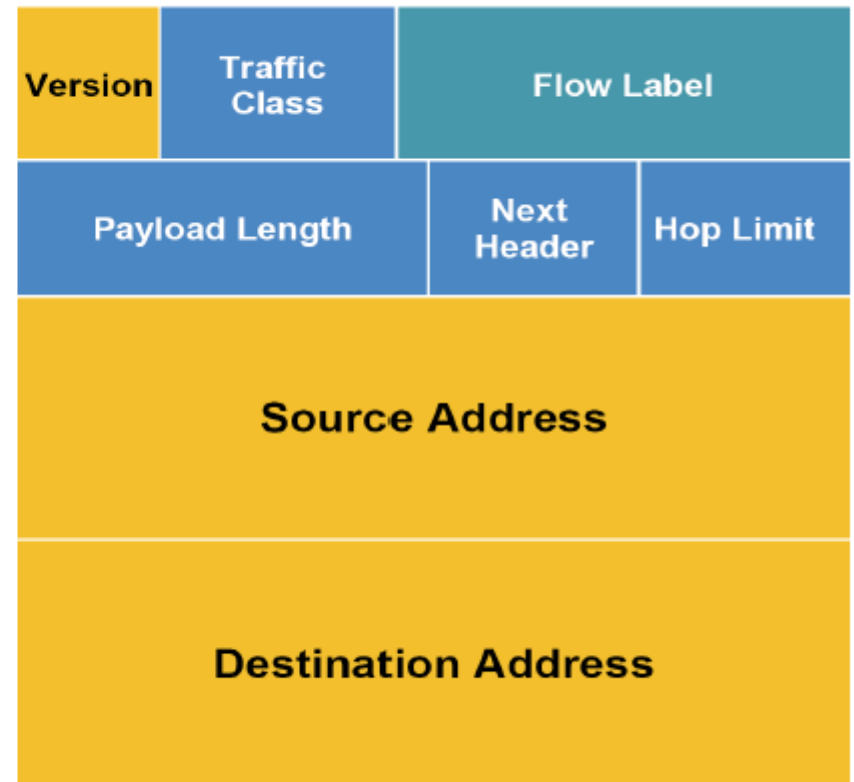 Version
Traffic
Class
Flow Label
Payload Length
Next
Header
Hop Limit
Source Address
Destination Address